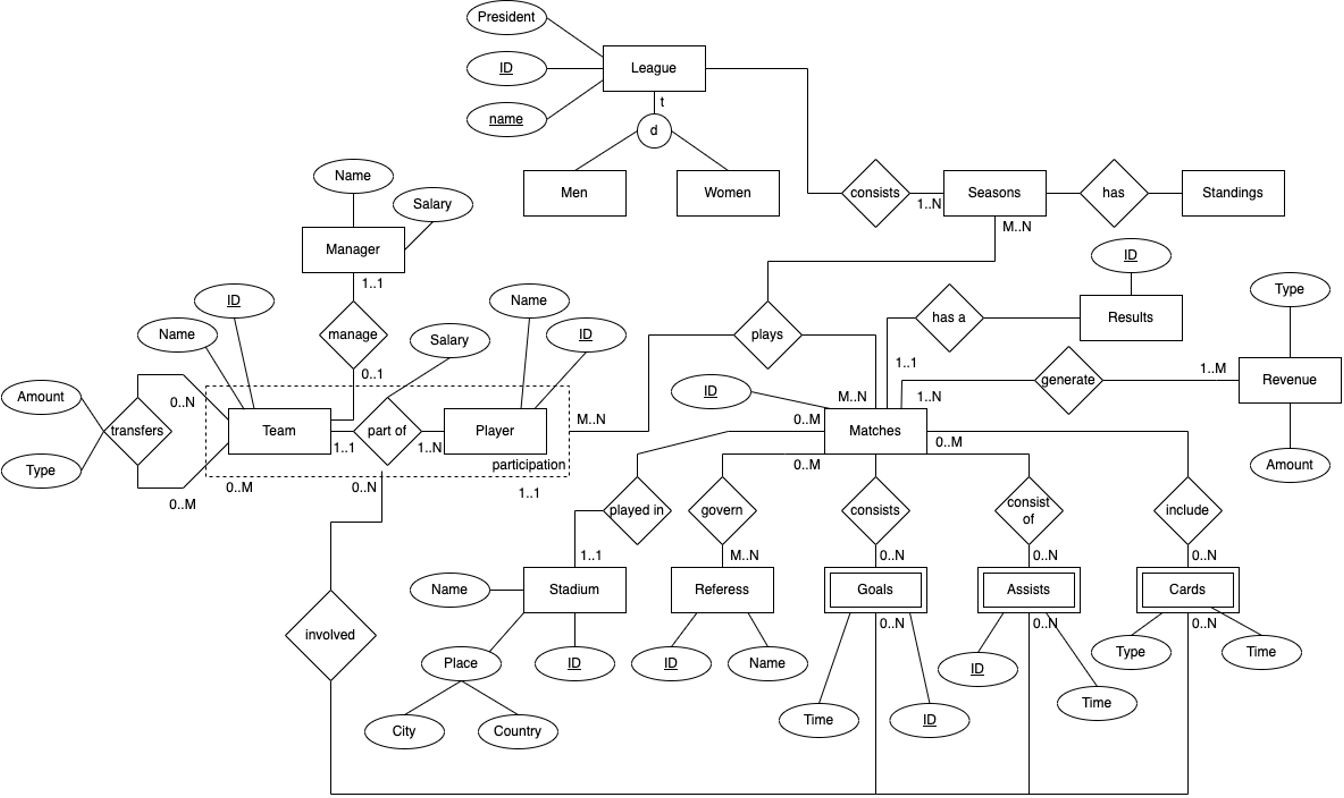 President
ID
League
name
t
d
Men
Women
consists
1..N
Seasons
has
Standings
M..N
Name
Salary
Manager
1..1
manage
0..1
ID
Name
Name
ID
Salary
Amount
Type
transfers
0..N
0..M
Team
1..1
part of
1..N
Player
participation
0..M
0..N
1..1
M..N
plays
M..N
ID
has a
1..1
ID
Results
Type
generate
1..N
1..M
Revenue
Amount
0..M
Matches
0..M
0..M
played in
1..1
govern
M..N
consists
0..N
consist
of
0..N
include
0..N
Name
Stadium
Referess
Goals
Assists
Cards
0..N
0..N
0..N
involved
Place
ID
City
Country
ID
Name
Time
ID
ID
Time
Type
Time